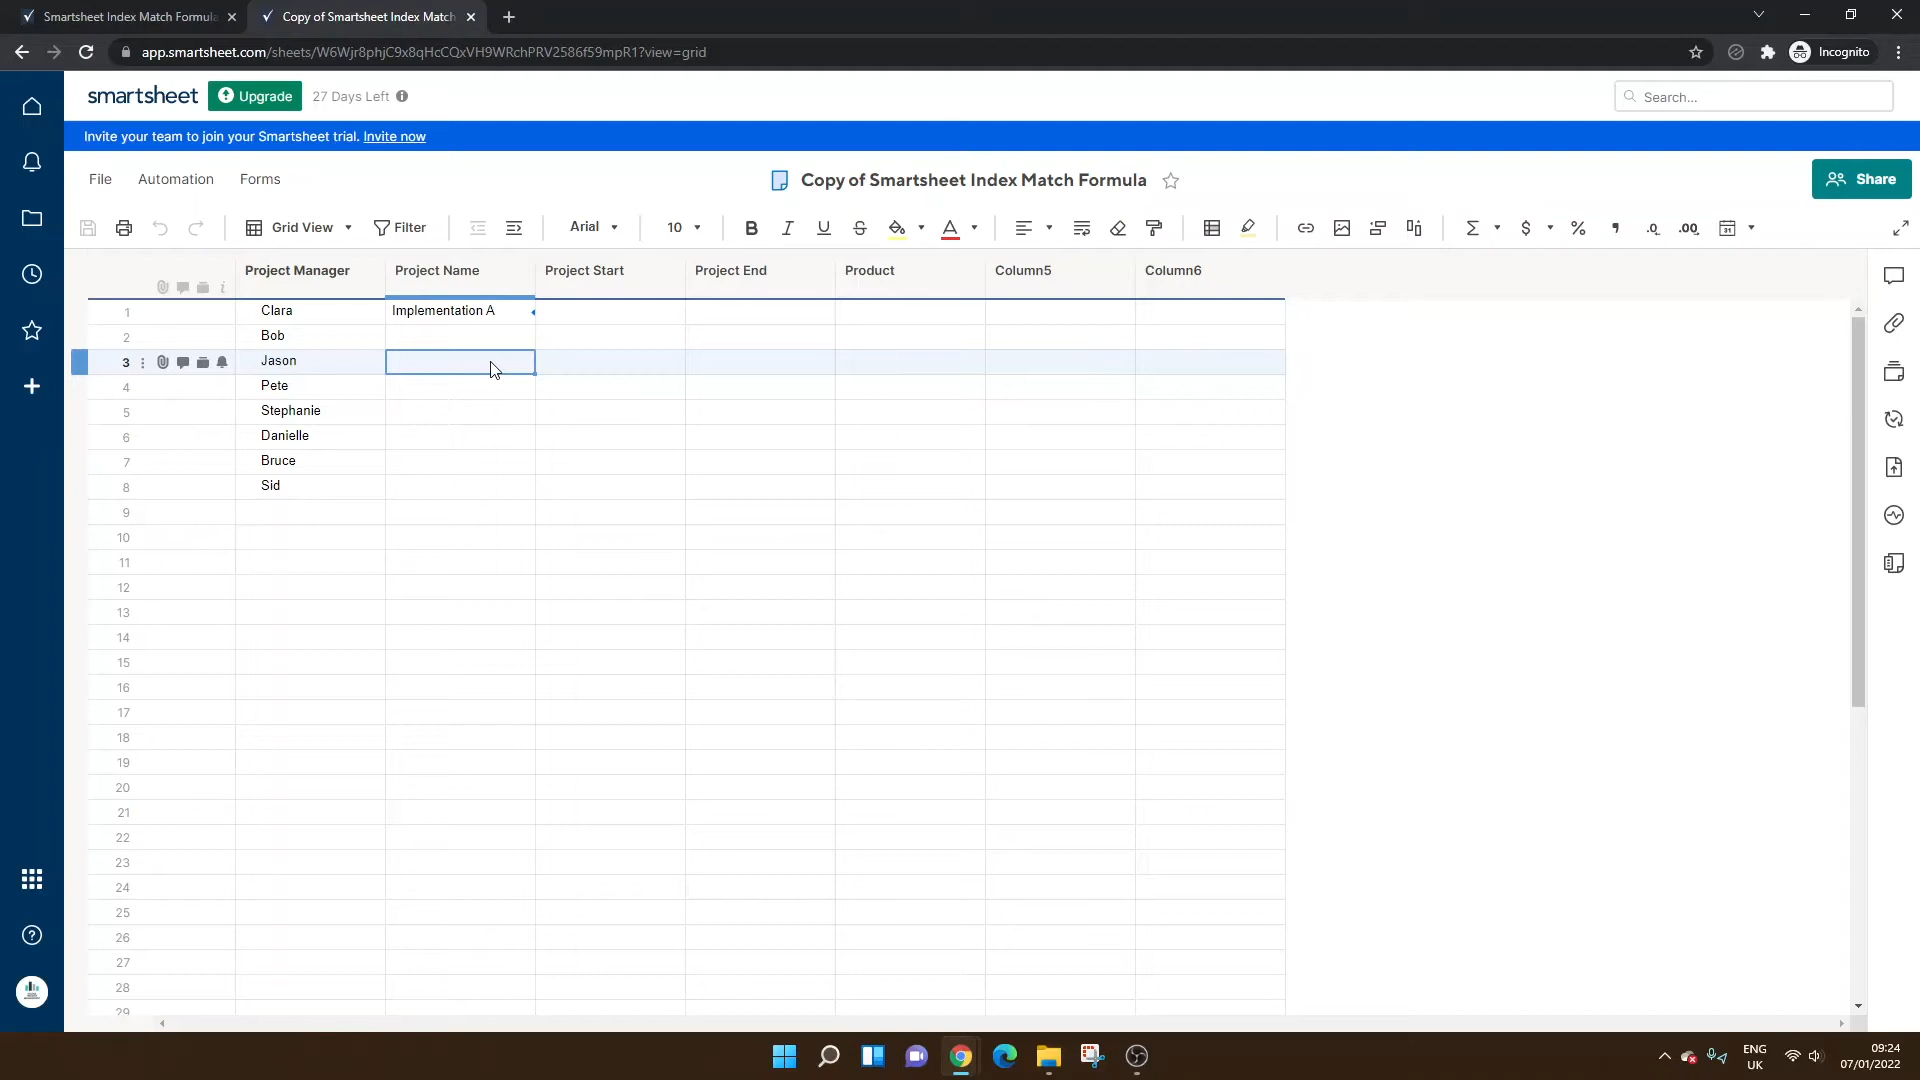 Smartsheet Index Match Formula
Copy of Smartsheet Index Match
app.smartsheet.com/sheets/W6Wjr8phjC9x8qHcCQxVH9WRchPRV2586f59mpR1?view=grid
Incognito
smartsheet
Upgrade
27 Days Left
Search...
Invite your team to join your Smartsheet trial. Invite now
File
Automation
Forms
Copy of Smartsheet Index Match Formula
Share
Grid View
Filter
Arial
10
B
I
U
S
A
Σ
$
%
.0
.00
31
Project Manager
Project Name
Project Start
Project End
Product
Column5
Column6
1
Clara
Implementation A
2
Bob
3
Jason
4
Pete
5
Stephanie
6
Danielle
7
Bruce
8
Sid
9
10
11
12
13
14
15
16
17
18
19
20
21
22
23
24
25
26
27
28
29
ENG
UK
09:24
07/01/2022